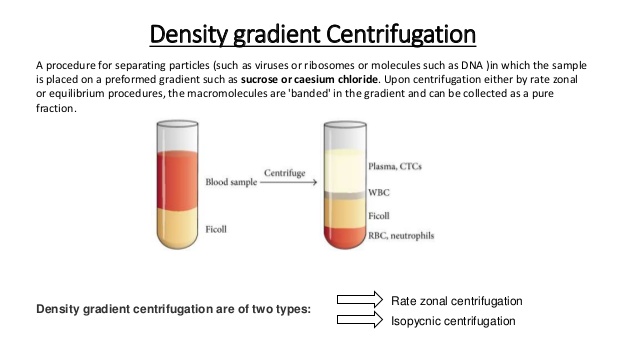 Density gradient Centrifugation
A procedure for separating particles (such as viruses or ribosomes or molecules such as DNA )in which the sample
is placed on a preformed gradient such as sucrose or caesium chloride. Upon centrifugation either by rate zonal
or equilibrium procedures, the macromolecules are 'banded' in the gradient and can be collected as a pure
fraction.
Blood sample
Ficoll
Centrifuge
Plasma, CTCs
WBC
Ficoll
RBC, neutrophils
Density gradient centrifugation are of two types:
Rate zonal centrifugation
Isopycnic centrifugation